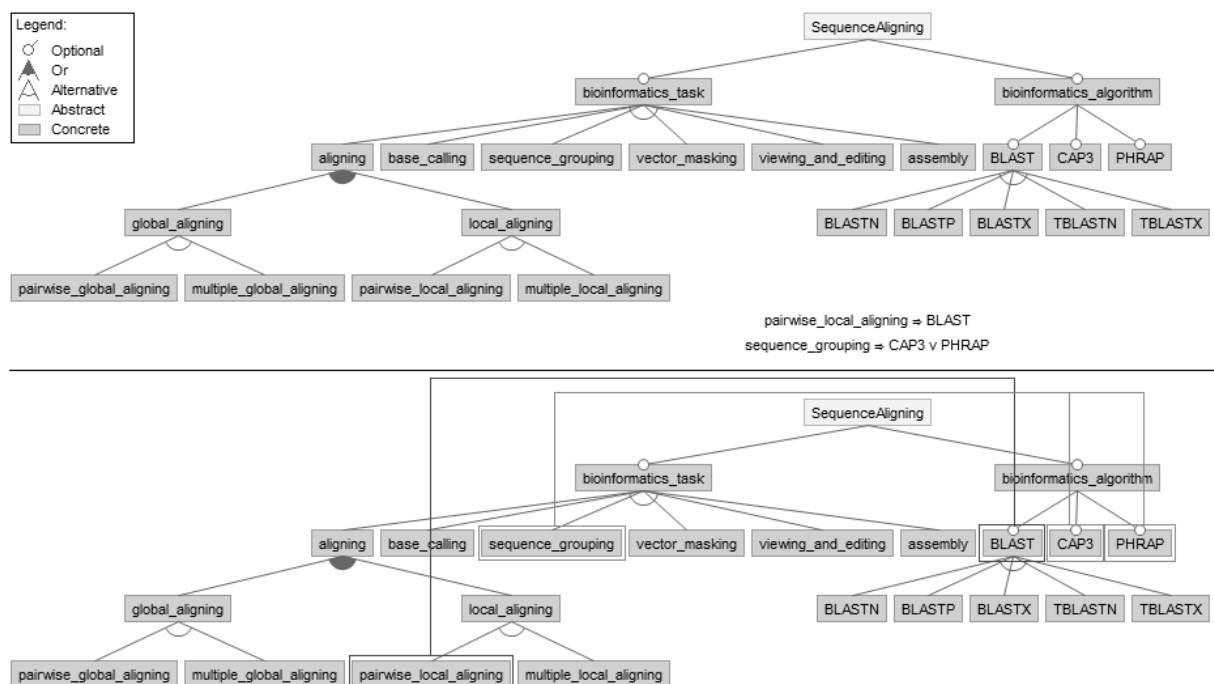 Legend:
Optional
Or
Alternative
Abstract
Concrete
SequenceAligning
bioinformatics_task bioinformatics_algorithm
aligning base_calling sequence_grouping vector_masking viewing_and_editing assembly BLAST CAP3 PHRAP
global_aligning local_aligning BLASTN BLASTP BLASTX TBLASTN TBLASTX
pairwise_global_aligning multiple_global_aligning pairwise_local_aligning multiple_local_aligning
pairwise_local_aligning ⇒ BLAST
sequence_grouping ⇒ CAP3 ∨ PHRAP
SequenceAligning
bioinformatics_task bioinformatics_algorithm
aligning base_calling sequence_grouping vector_masking viewing_and_editing assembly BLAST CAP3 PHRAP
global_aligning local_aligning BLASTN BLASTP BLASTX TBLASTN TBLASTX
pairwise_global_aligning multiple_global_aligning pairwise_local_aligning multiple_local_aligning